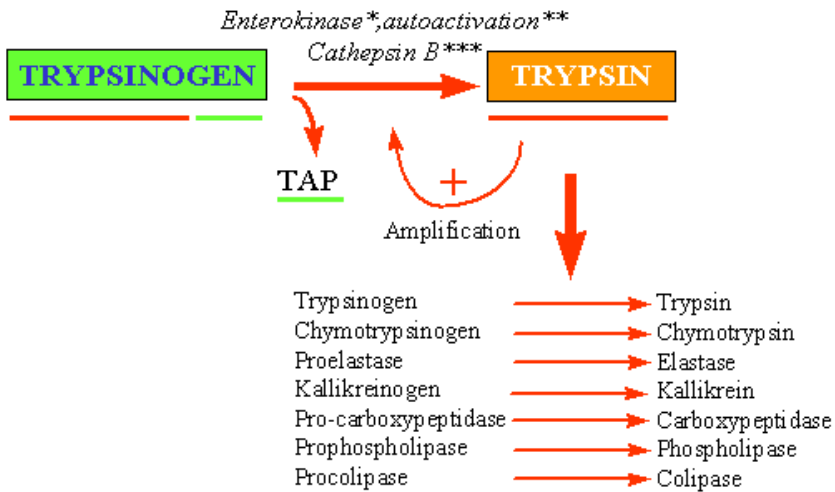 Enterokinase*,autoactivation**
Cathepsin B***
TRYPSINOGEN
TRYPSIN
TAP
+
Amplification
Trypsinogen Trypsin
Chymotrypsinogen Chymotrypsin
Proelastase Elastase
Kallikreinogen Kallikrein
Pro-carboxypeptidase Carboxypeptidase
Prophospholipase Phospholipase
Procolipase Colipase